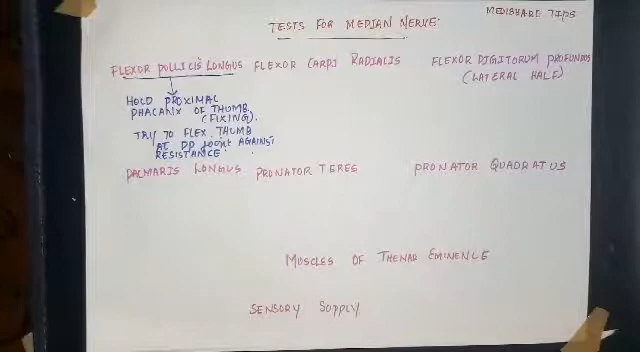 MEDISHARE TIPS
TESTS FOR MEDIAN NERVE
FLEXOR POLLICIS LONGUS FLEXOR CARPI RADIALIS FLEXOR DIGITORUM PROFUNDUS
(LATERAL HALF)
HOLD PROXIMAL
PHALANX OF THUMB
(FIXING).
TRY TO FLEX THUMB
AT DP JOINT AGAINST
RESISTANCE.
PALMARIS LONGUS PRONATOR TERES PRONATOR QUADRATUS
MUSCLES OF THENAR EMINENCE
SENSORY SUPPLY